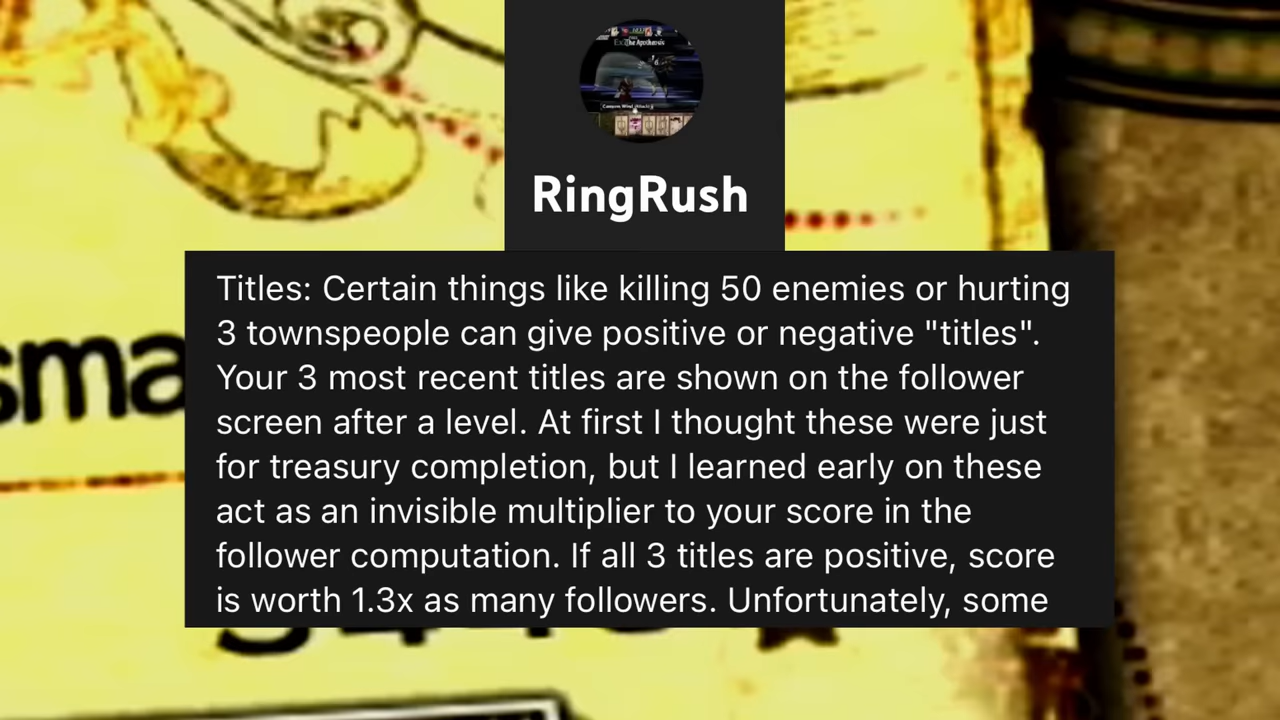 RingRush
Titles: Certain things like killing 50 enemies or hurting
3 townspeople can give positive or negative "titles".
Your 3 most recent titles are shown on the follower
screen after a level. At first I thought these were just
for treasury completion, but I learned early on these
act as an invisible multiplier to your score in the
follower computation. If all 3 titles are positive, score
is worth 1.3x as many followers. Unfortunately, some
sma